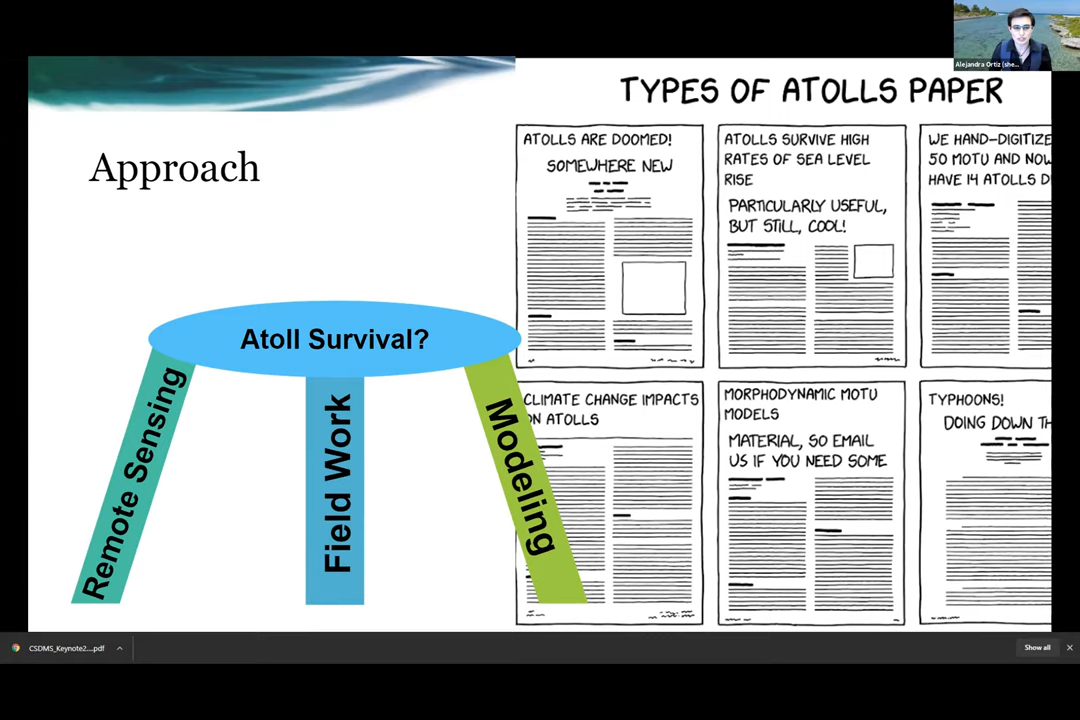 Alejandra Ortiz (she...
TYPES OF ATOLLS PAPER
Approach
Atoll Survival?
Remote Sensing
Field Work
Modeling
ATOLLS ARE DOOMED!
SOMEWHERE NEW
ATOLLS SURVIVE HIGH
RATES OF SEA LEVEL
RISE
PARTICULARLY USEFUL,
BUT STILL, COOL!
WE HAND-DIGITIZE
50 MOTU AND NOW
HAVE 14 ATOLLS D
CLIMATE CHANGE IMPACTS
ON ATOLLS
MORPHODYNAMIC MOTU
MODELS
MATERIAL, SO EMAIL
US IF YOU NEED SOME
TYPHOONS!
DOING DOWN TH
CSDMS_Keynote2....pdf
Show all